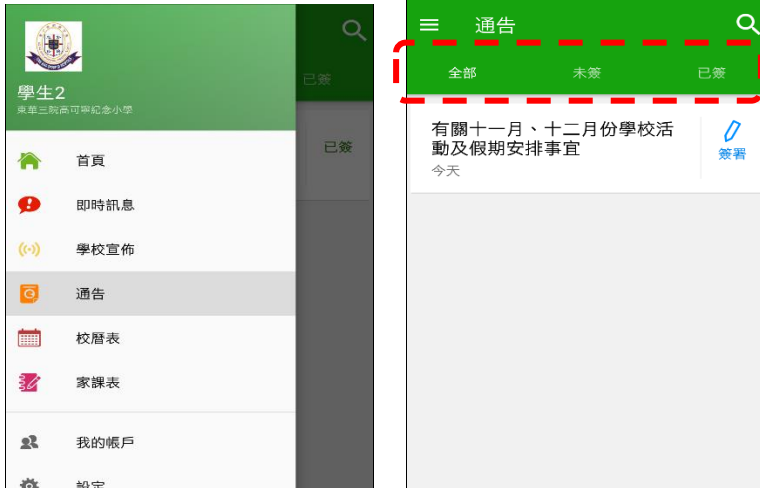 學生2
東華三院高可寧紀念小學
已簽
已簽
首頁
即時訊息
學校宣佈
通告
校曆表
家課表
我的帳戶
設定
通告
全部
未簽
已簽
有關十一月、十二月份學校活
動及假期安排事宜
今天
簽署